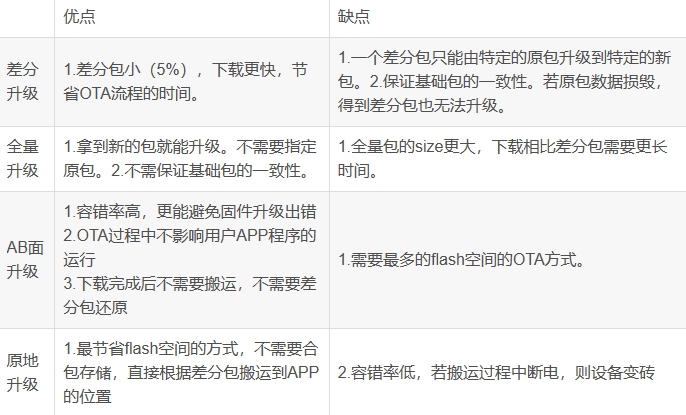 优点
缺点
差分
升级
1.差分包小（5%），下载更快，节
省OTA流程的时间。
1.一个差分包只能由特定的原包升级到特定的新
包。2.保证基础包的一致性。若原包数据损毁，
得到差分包也无法升级。
全量
升级
1.拿到新的包就能升级。不需要指定
原包。2.不需保证基础包的一致性。
1.全量包的size更大，下载相比差分包需要更长
时间。
AB面
升级
1.容错率高，更能避免固件升级出错
2.OTA过程中不影响用户APP程序的
运行
3.下载完成后不需要搬运，不需要差
分包还原
1.需要最多的flash空间的OTA方式。
原地
升级
1.最节省flash空间的方式，不需要合
包存储，直接根据差分包搬运到APP
的位置
2.容错率低，若搬运过程中断电，则设备变砖